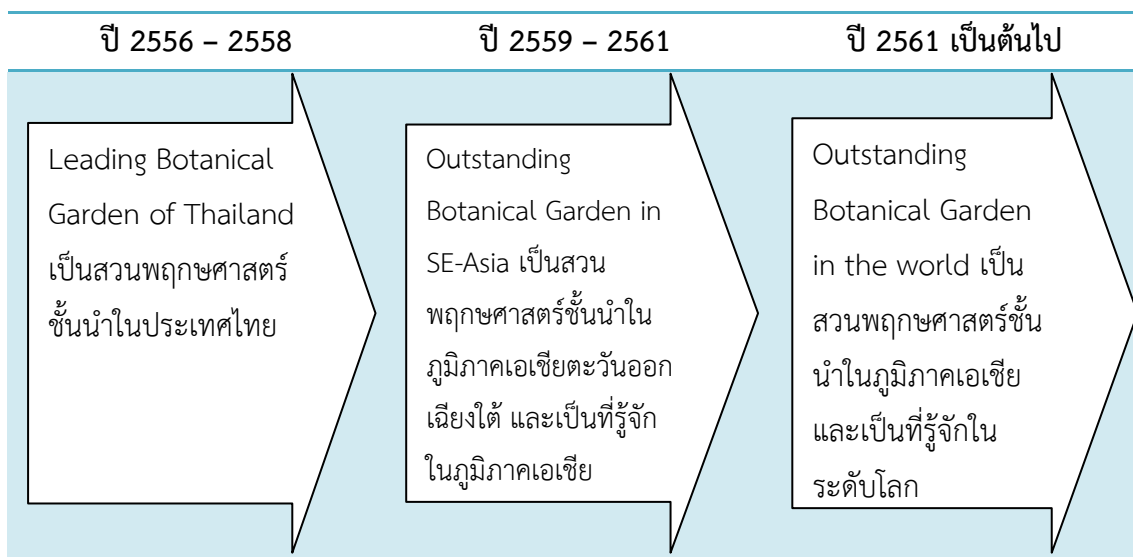 ปี 2556 – 2558
ปี 2559 – 2561
ปี 2561 เป็นต้นไป
Leading Botanical
Garden of Thailand
เป็นสวนพฤกษศาสตร์
ชั้นนำในประเทศไทย
Outstanding
Botanical Garden in
SE-Asia เป็นสวน
พฤกษศาสตร์ชั้นนำใน
ภูมิภาคเอเชียตะวันออก
เฉียงใต้ และเป็นที่รู้จัก
ในภูมิภาคเอเชีย
Outstanding
Botanical Garden
in the world เป็น
สวนพฤกษศาสตร์ชั้น
นำในภูมิภาคเอเชีย
และเป็นที่รู้จักใน
ระดับโลก